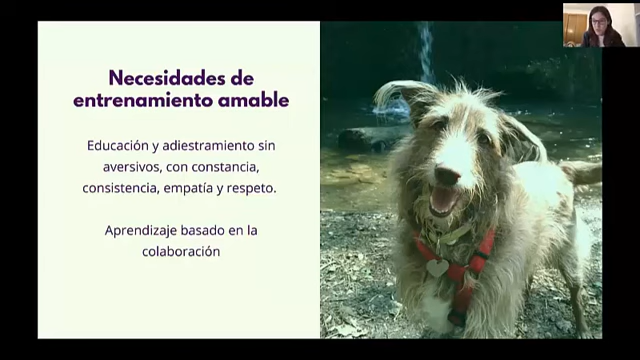 Necesidades de
entrenamiento amable
Educación y adiestramiento sin
aversivos, con constancia,
consistencia, empatía y respeto.
Aprendizaje basado en la
colaboración